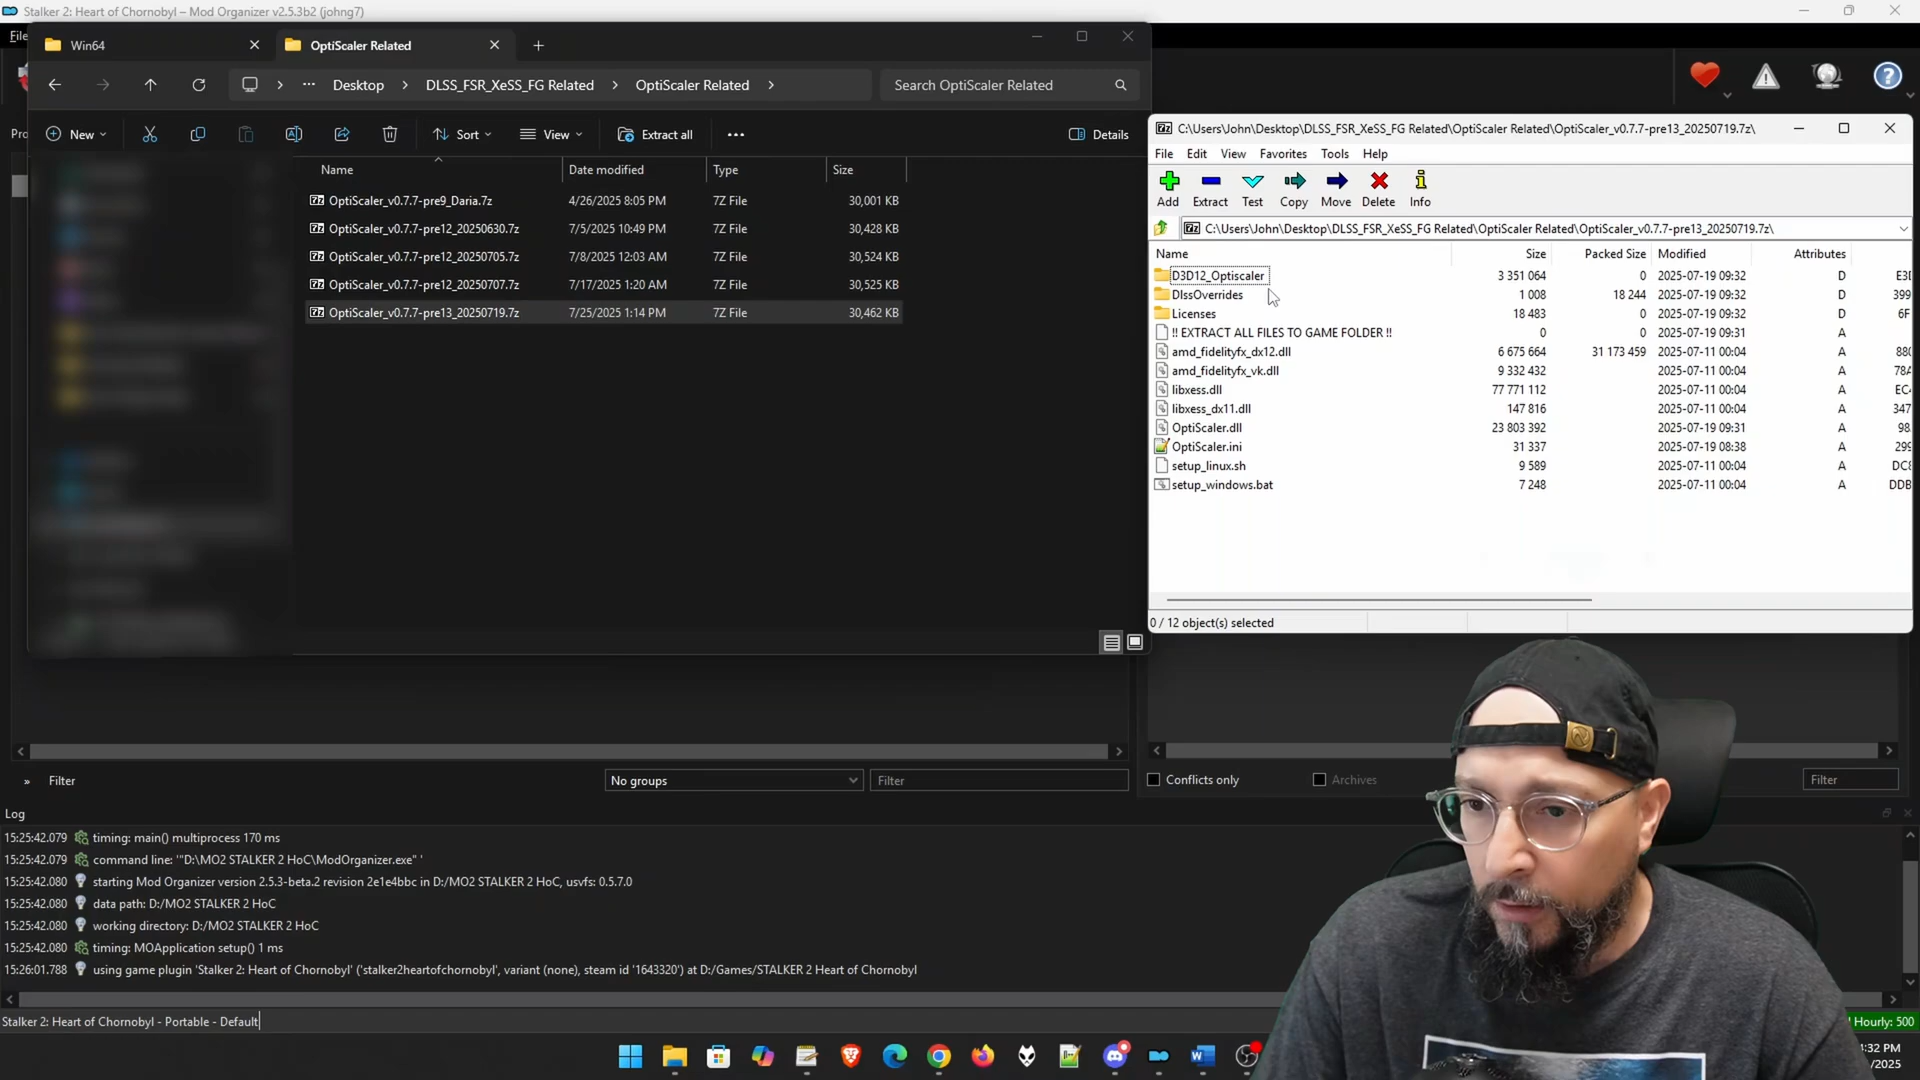 Stalker 2: Heart of Chornobyl – Mod Organizer v2.5.3b2 (johng7)
File
Win64
OptiScaler Related
Desktop
DLSS_FSR_XeSS_FG Related
OptiScaler Related
Search OptiScaler Related
New
Sort
View
Extract all
Details
Name Date modified Type Size
OptiScaler_v0.7.7-pre9_Daria.7z 4/26/2025 8:05 PM 7Z File 30,001 KB
OptiScaler_v0.7.7-pre12_20250630.7z 7/5/2025 10:49 PM 7Z File 30,428 KB
OptiScaler_v0.7.7-pre12_20250705.7z 7/8/2025 12:03 AM 7Z File 30,524 KB
OptiScaler_v0.7.7-pre12_20250707.7z 7/17/2025 1:20 AM 7Z File 30,525 KB
OptiScaler_v0.7.7-pre13_20250719.7z 7/25/2025 1:14 PM 7Z File 30,462 KB
C:\Users\John\Desktop\DLSS_FSR_XeSS_FG Related\OptiScaler Related\OptiScaler_v0.7.7-pre13_20250719.7z\
File Edit View Favorites Tools Help
Add Extract Test Copy Move Delete Info
C:\Users\John\Desktop\DLSS_FSR_XeSS_FG Related\OptiScaler Related\OptiScaler_v0.7.7-pre13_20250719.7z\
Name Size Packed Size Modified Attributes
D3D12_Optiscaler 3 351 064 0 2025-07-19 09:32 D
DlssOverrides 1 008 18 244 2025-07-19 09:32 D 399
Licenses 18 483 0 2025-07-19 09:32 D 6F
!! EXTRACT ALL FILES TO GAME FOLDER !! 0 0 2025-07-19 09:31 A
amd_fidelityfx_dx12.dll 6 675 664 31 173 459 2025-07-11 00:04 A
amd_fidelityfx_vk.dll 9 332 432 2025-07-11 00:04 A
libxess.dll 77 771 112 2025-07-11 00:04 A
libxess_dx11.dll 147 816 2025-07-11 00:04 A 347
OptiScaler.dll 23 803 392 2025-07-19 09:31 A 98
OptiScaler.ini 31 337 2025-07-19 08:38 A 299
setup_linux.sh 9 589 2025-07-11 00:04 A
setup_windows.bat 7 248 2025-07-11 00:04 A DDB
0 / 12 object(s) selected
Filter
No groups
Filter
Conflicts only
Archives
Filter
Log
15:25:42.079 timing: main() multiprocess 170 ms
15:25:42.079 command line: '"D:\MO2 STALKER 2 HoC\ModOrganizer.exe" '
15:25:42.080 starting Mod Organizer version 2.5.3-beta.2 revision 2e1e4bbc in D:/MO2 STALKER 2 HoC, usvfs: 0.5.7.0
15:25:42.080 data path: D:/MO2 STALKER 2 HoC
15:25:42.080 working directory: D:/MO2 STALKER 2 HoC
15:25:42.080 timing: MOApplication setup() 1 ms
15:26:01.788 using game plugin 'Stalker 2: Heart of Chornobyl' ('stalker2heartofchornobyl', variant (none), steam id '1643320') at D:/Games/STALKER 2 Heart of Chornobyl
Stalker 2: Heart of Chornobyl - Portable - Default
Hourly: 500
:32 PM
/2025